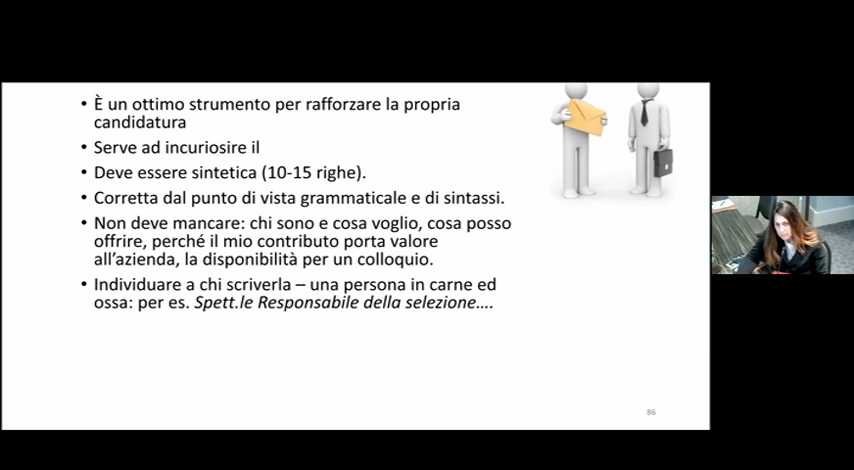 • È un ottimo strumento per rafforzare la propria
candidatura
• Serve ad incuriosire il
• Deve essere sintetica (10-15 righe).
• Corretta dal punto di vista grammaticale e di sintassi.
• Non deve mancare: chi sono e cosa voglio, cosa posso
offrire, perché il mio contributo porta valore
all’azienda, la disponibilità per un colloquio.
• Individuare a chi scriverla – una persona in carne ed
ossa: per es. Spett.le Responsabile della selezione....
86